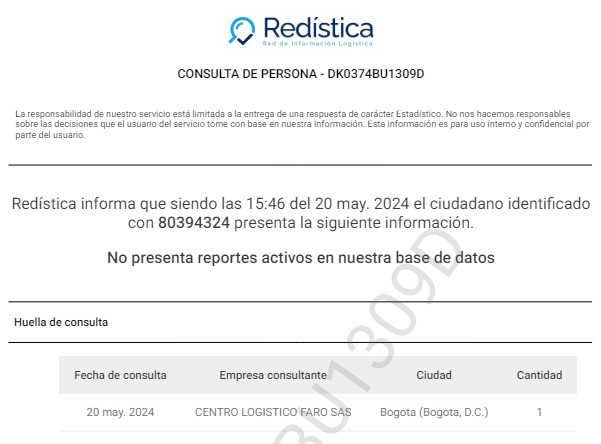 Redística
Red de Información Logística
CONSULTA DE PERSONA - DK0374BU1309D
La responsabilidad de nuestro servicio está limitada a la entrega de una respuesta de carácter Estadístico. No nos hacemos responsables
sobre las decisiones que el usuario del servicio tome con base en nuestra Información. Esta información es para uso interno y confidencial por
parte del usuario.
Redística informa que siendo las 15:46 del 20 may. 2024 el ciudadano identificado
con 80394324 presenta la siguiente información.
No presenta reportes activos en nuestra base de datos
Huella de consulta
Fecha de consulta Empresa consultante Ciudad Cantidad
20 may. 2024 CENTRO LOGISTICO FARO SAS Bogota (Bogota, D.C.) 1
BU1309D